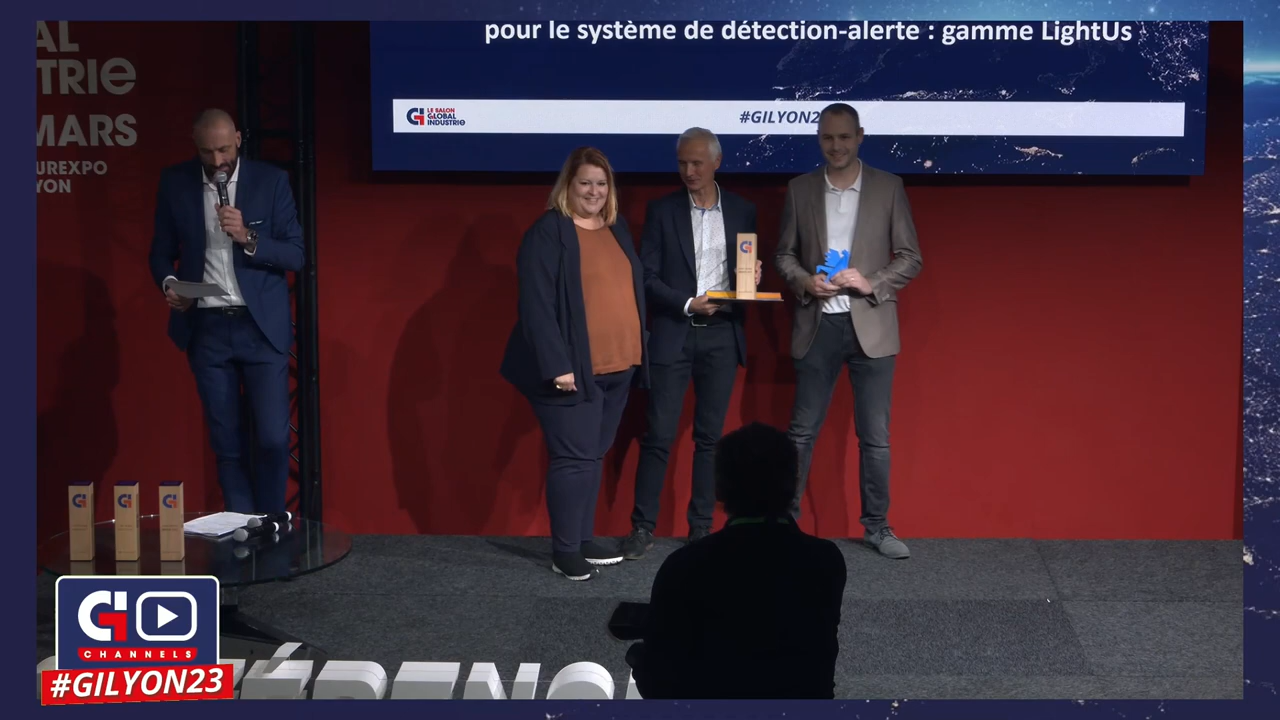 pour le système de détection-alerte : gamme LightUs
LE SALON
GLOBAL
INDUSTRIE
#GILYON2
AL
STRIE
MARS
UREXPO
YON
GI
CHANNELS
#GILYON23